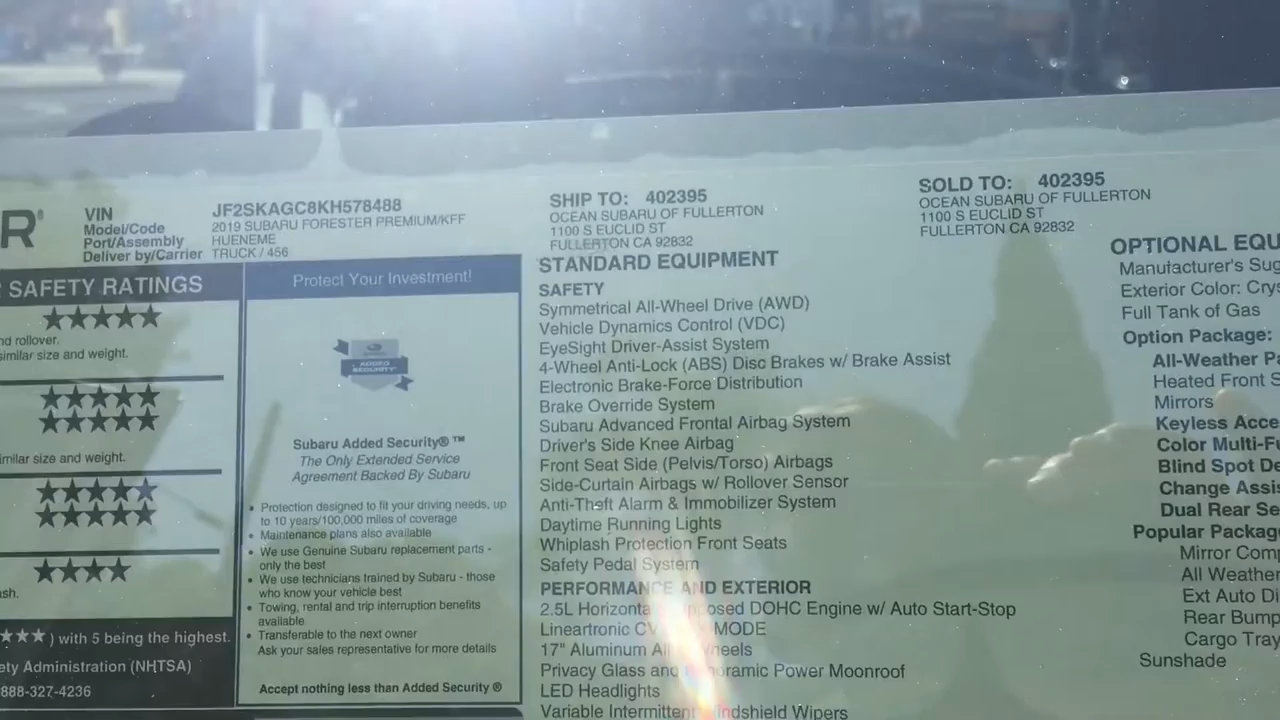 R®
VIN JF2SKAGC8KH578488
Model/Code 2019 SUBARU FORESTER PREMIUM/KFF
Port/Assembly HUENEME
Deliver by/Carrier TRUCK / 456
SHIP TO: 402395
OCEAN SUBARU OF FULLERTON
1100 S EUCLID ST
FULLERTON CA 92832
SOLD TO: 402395
OCEAN SUBARU OF FULLERTON
1100 S EUCLID ST
FULLERTON CA 92832
SAFETY RATINGS
★★★★★
nd rollover.
similar size and weight.
★★★★★
★★★★★
imilar size and weight.
★★★★★
★★★★★
★★★★
ash.
★★★) with 5 being the highest.
ety Administration (NHTSA)
888-327-4236
Protect Your Investment!
ADDED
SECURITY
Subaru Added Security® ™
The Only Extended Service
Agreement Backed By Subaru
• Protection designed to fit your driving needs, up
to 10 years/100,000 miles of coverage
• Maintenance plans also available
• We use Genuine Subaru replacement parts -
only the best
• We use technicians trained by Subaru - those
who know your vehicle best
• Towing, rental and trip interruption benefits
available
• Transferable to the next owner
Ask your sales representative for more details
Accept nothing less than Added Security ®
STANDARD EQUIPMENT
SAFETY
Symmetrical All-Wheel Drive (AWD)
Vehicle Dynamics Control (VDC)
EyeSight Driver-Assist System
4-Wheel Anti-Lock (ABS) Disc Brakes w/ Brake Assist
Electronic Brake-Force Distribution
Brake Override System
Subaru Advanced Frontal Airbag System
Driver's Side Knee Airbag
Front Seat Side (Pelvis/Torso) Airbags
Side-Curtain Airbags w/ Rollover Sensor
Anti-Theft Alarm & Immobilizer System
Daytime Running Lights
Whiplash Protection Front Seats
Safety Pedal System
PERFORMANCE AND EXTERIOR
2.5L Horizonta posed DOHC Engine w/ Auto Start-Stop
Lineartronic CV MODE
17" Aluminum Al heels
Privacy Glass and oramic Power Moonroof
LED Headlights
Variable Intermittent indshield Wipers
OPTIONAL EQU
Manufacturer's Sug
Exterior Color: Crys
Full Tank of Gas
Option Package:
All-Weather Pa
Heated Front S
Mirrors
Keyless Acce
Color Multi-Fu
Blind Spot De
Change Assis
Dual Rear Se
Popular Package
Mirror Comp
All Weather
Ext Auto Di
Rear Bump
Cargo Tray
Sunshade